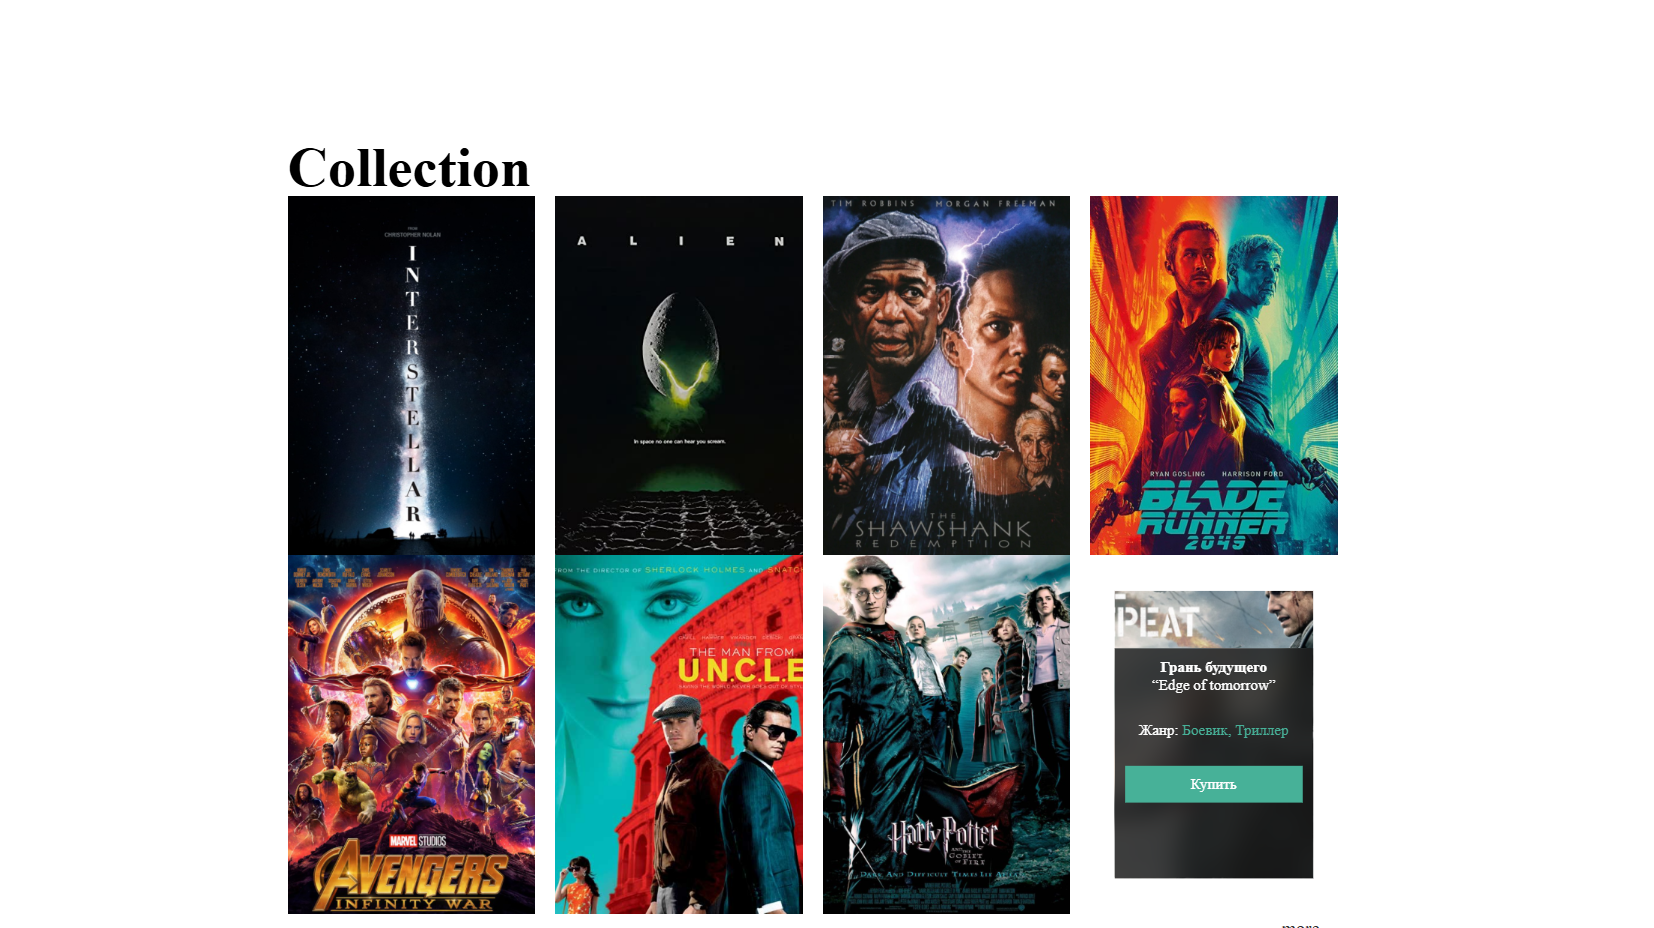 Collection
CHRISTOPHER NOLAN
INTERSTELLAR
ALIEN
In space no one can hear you scream.
TIM ROBBINS MORGAN FREEMAN
THE
SHAWSHANK
REDEMPTION
RYAN GOSLING HARRISON FORD
BLADE
RUNNER
2049
MARVEL STUDIOS
AVENGERS
INFINITY WAR
FROM THE DIRECTOR OF SHERLOCK HOLMES AND SNATC
THE MAN FROM
U.N.C.L.E
Harry Potter
AND THE
GOBLET
OF FIRE
DARK AND DIFFICULT TIMES LIE AHEAD
PEAT
Грань будущего
“Edge of tomorrow”
Жанр: Боевик, Триллер
Купить
more